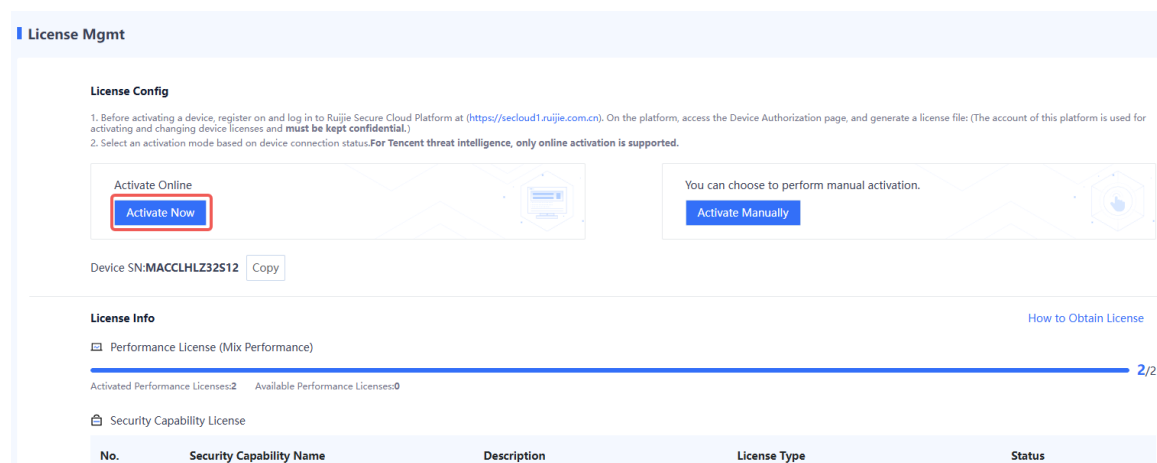 License Mgmt
License Config
1. Before activating a device, register on and log in to Ruijie Secure Cloud Platform at (https://secloud1.ruijie.com.cn). On the platform, access the Device Authorization page, and generate a license file: (The account of this platform is used for
activating and changing device licenses and must be kept confidential.)
2. Select an activation mode based on device connection status.For Tencent threat intelligence, only online activation is supported.
Activate Online
Activate Now
You can choose to perform manual activation.
Activate Manually
Device SN:MACCLHLZ32S12 Copy
License Info How to Obtain License
Performance License (Mix Performance)
2/2
Activated Performance Licenses:2 Available Performance Licenses:0
Security Capability License
No. Security Capability Name Description License Type Status